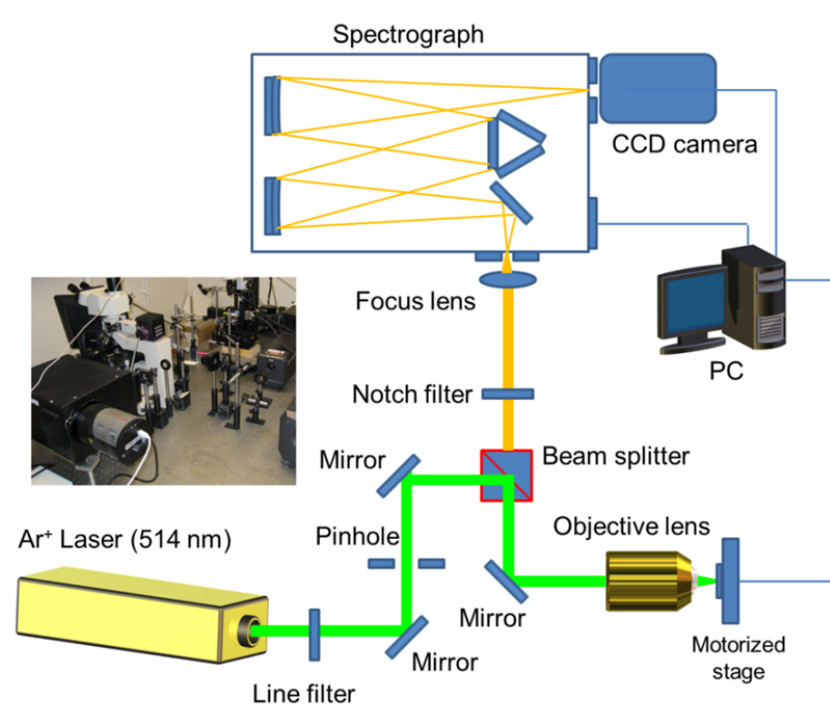 Spectrograph
CCD camera
Focus lens
PC
Notch filter
Mirror
Beam splitter
Ar⁺ Laser (514 nm)
Pinhole
Objective lens
Mirror
Mirror
Motorized
stage
Line filter